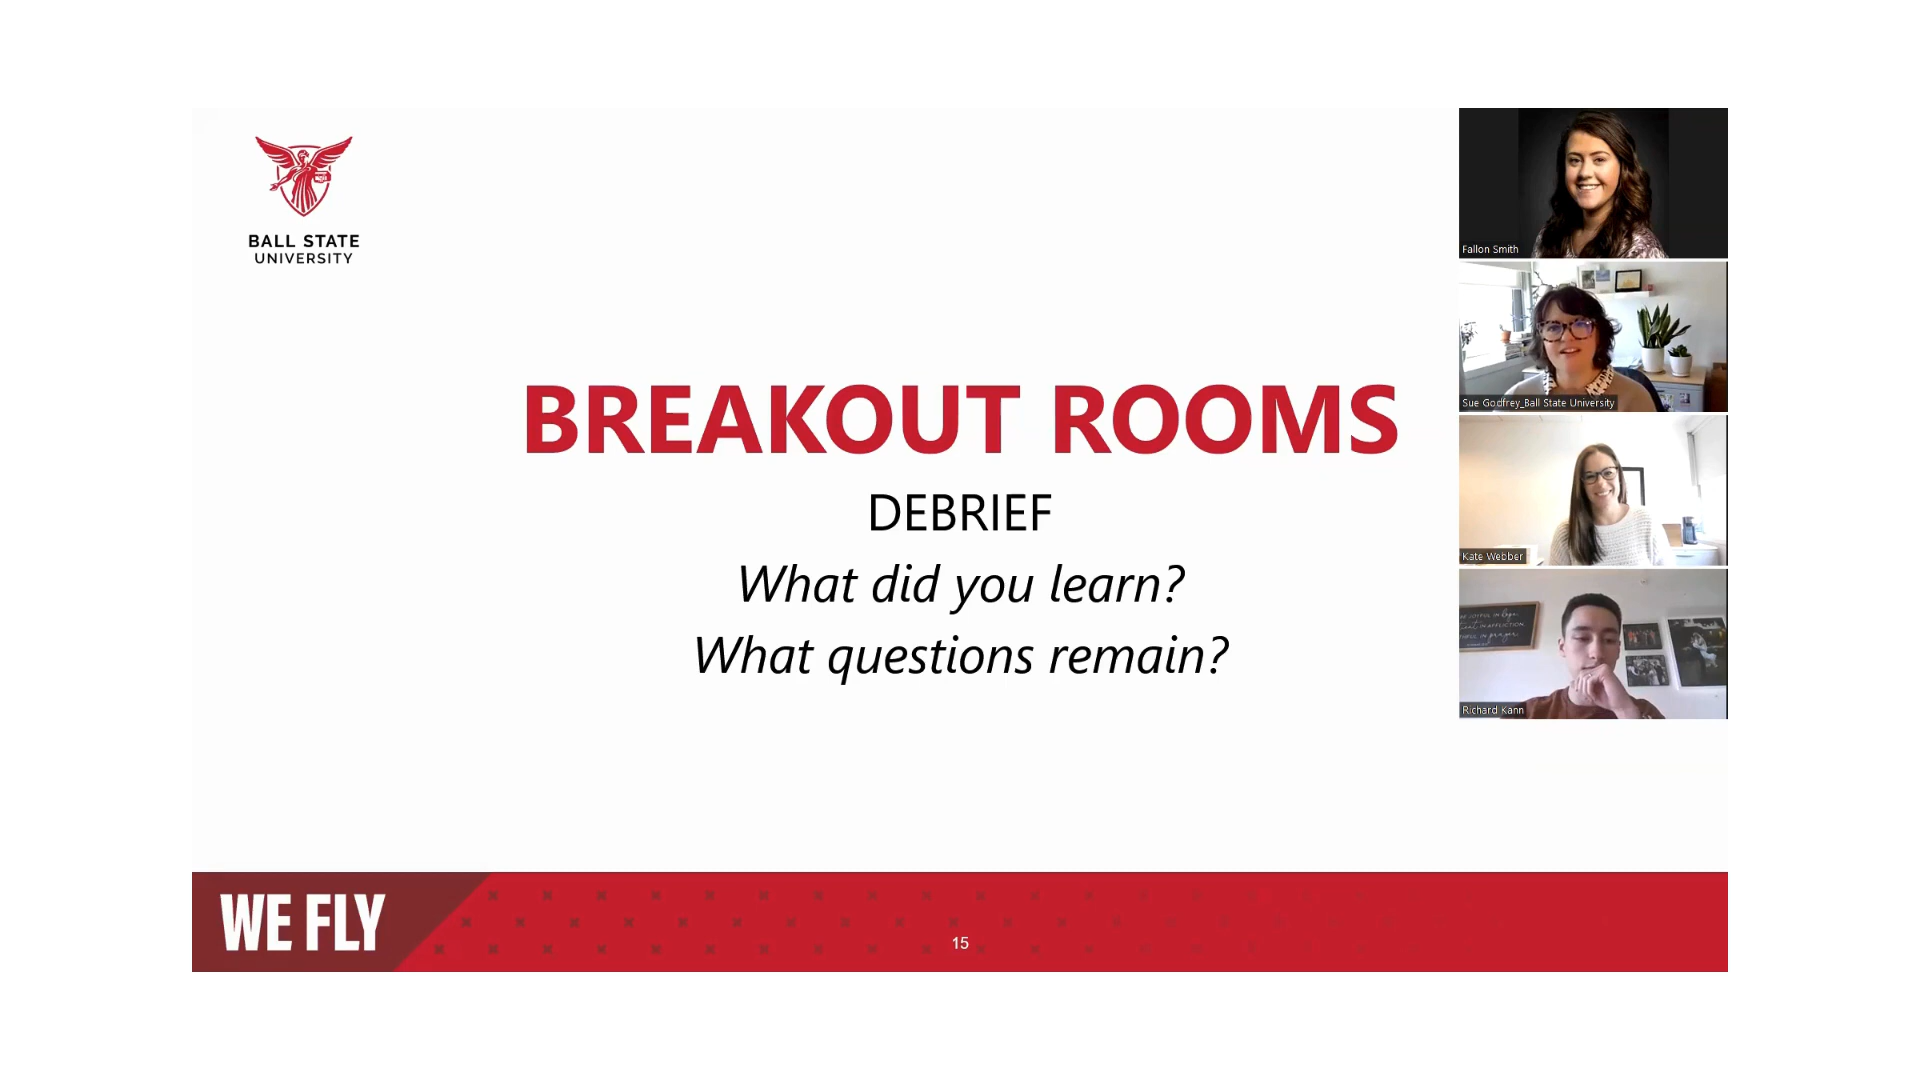 BALL STATE
UNIVERSITY
BREAKOUT ROOMS
DEBRIEF
What did you learn?
What questions remain?
Fallon Smith
Sue Godfrey_Ball State University
Kate Webber
Richard Kann
WE FLY
15